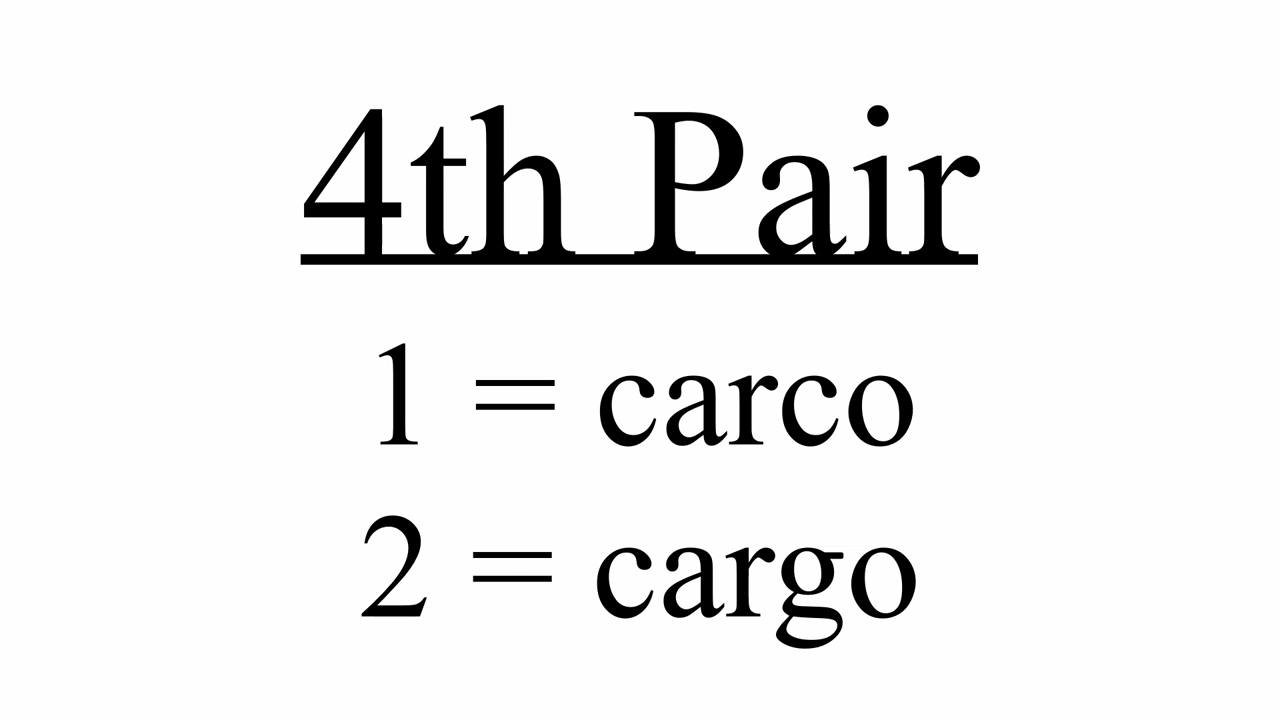 4th Pair
1 = carco
2 = cargo